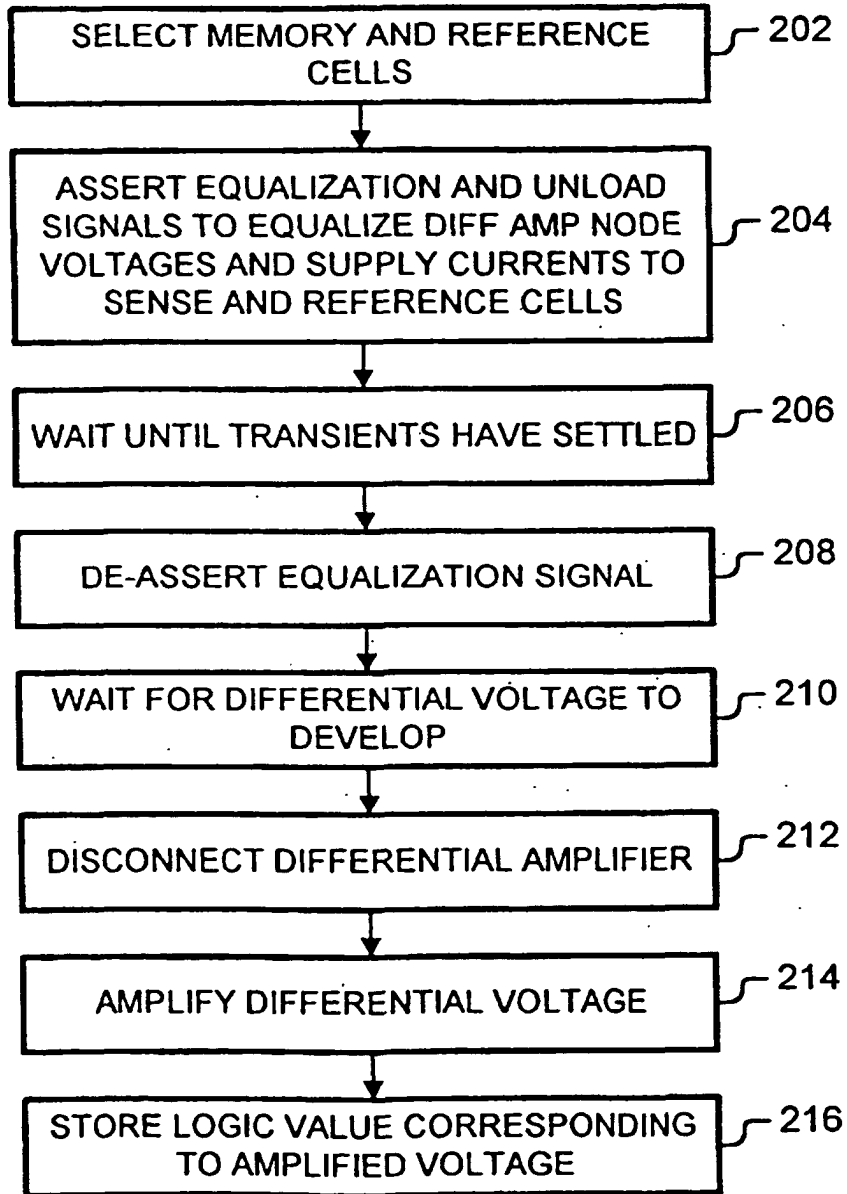 SELECT MEMORY AND REFERENCE
CELLS
202
ASSERT EQUALIZATION AND UNLOAD
SIGNALS TO EQUALIZE DIFF AMP NODE
VOLTAGES AND SUPPLY CURRENTS TO
SENSE AND REFERENCE CELLS
204
WAIT UNTIL TRANSIENTS HAVE SETTLED
206
DE-ASSERT EQUALIZATION SIGNAL
208
WAIT FOR DIFFERENTIAL VOLTAGE TO
DEVELOP
210
DISCONNECT DIFFERENTIAL AMPLIFIER
212
AMPLIFY DIFFERENTIAL VOLTAGE
214
STORE LOGIC VALUE CORRESPONDING
TO AMPLIFIED VOLTAGE
216